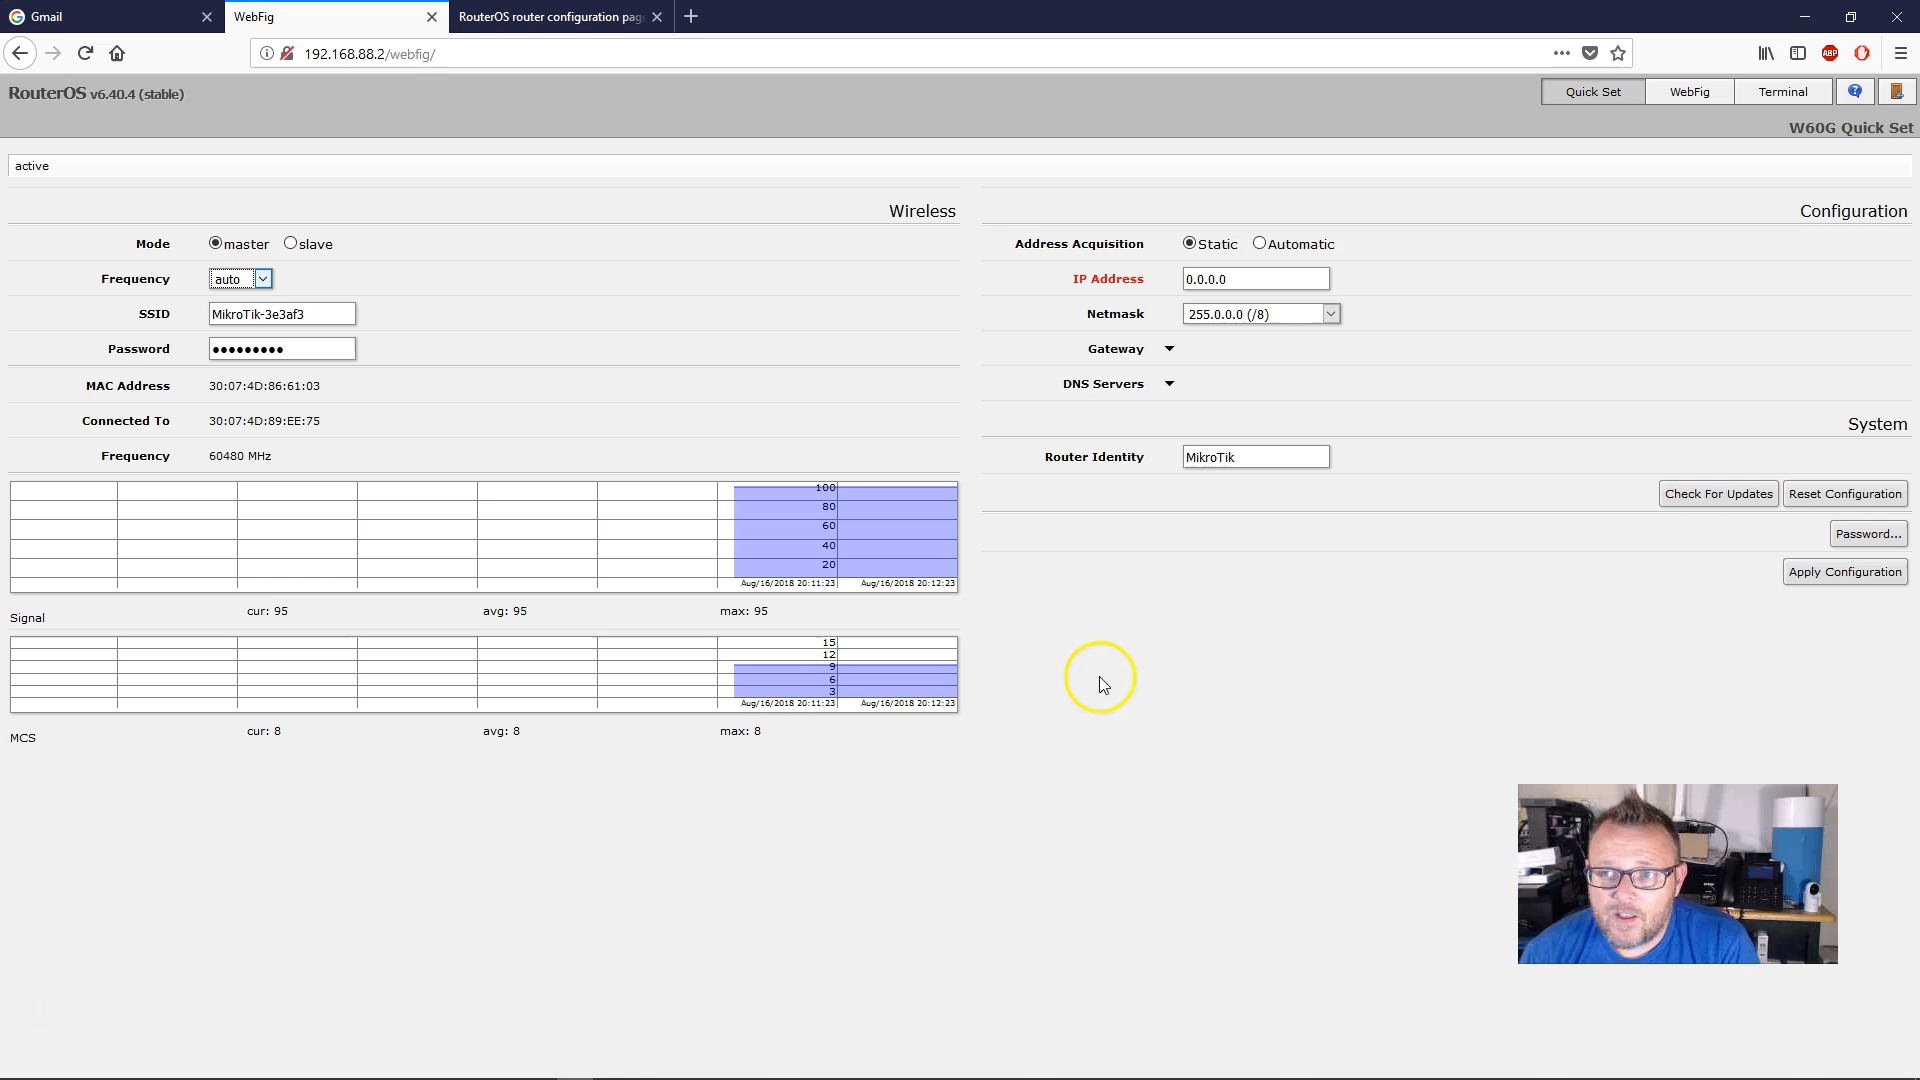 Gmail
WebFig
RouterOS router configuration pag
192.168.88.2/webfig/
ABP
RouterOS v6.40.4 (stable)
Quick Set
WebFig
Terminal
W60G Quick Set
active
Wireless
Mode master slave
Frequency auto
SSID MikroTik-3e3af3
Password •••••••••
MAC Address 30:07:4D:86:61:03
Connected To 30:07:4D:89:EE:75
Frequency 60480 MHz
100
80
60
40
20
Aug/16/2018 20:11:23 Aug/16/2018 20:12:23
Signal cur: 95 avg: 95 max: 95
15
12
9
6
3
Aug/16/2018 20:11:23 Aug/16/2018 20:12:23
MCS cur: 8 avg: 8 max: 8
Configuration
Address Acquisition Static Automatic
IP Address 0.0.0.0
Netmask 255.0.0.0 (/8)
Gateway
DNS Servers
System
Router Identity MikroTik
Check For Updates Reset Configuration
Password...
Apply Configuration